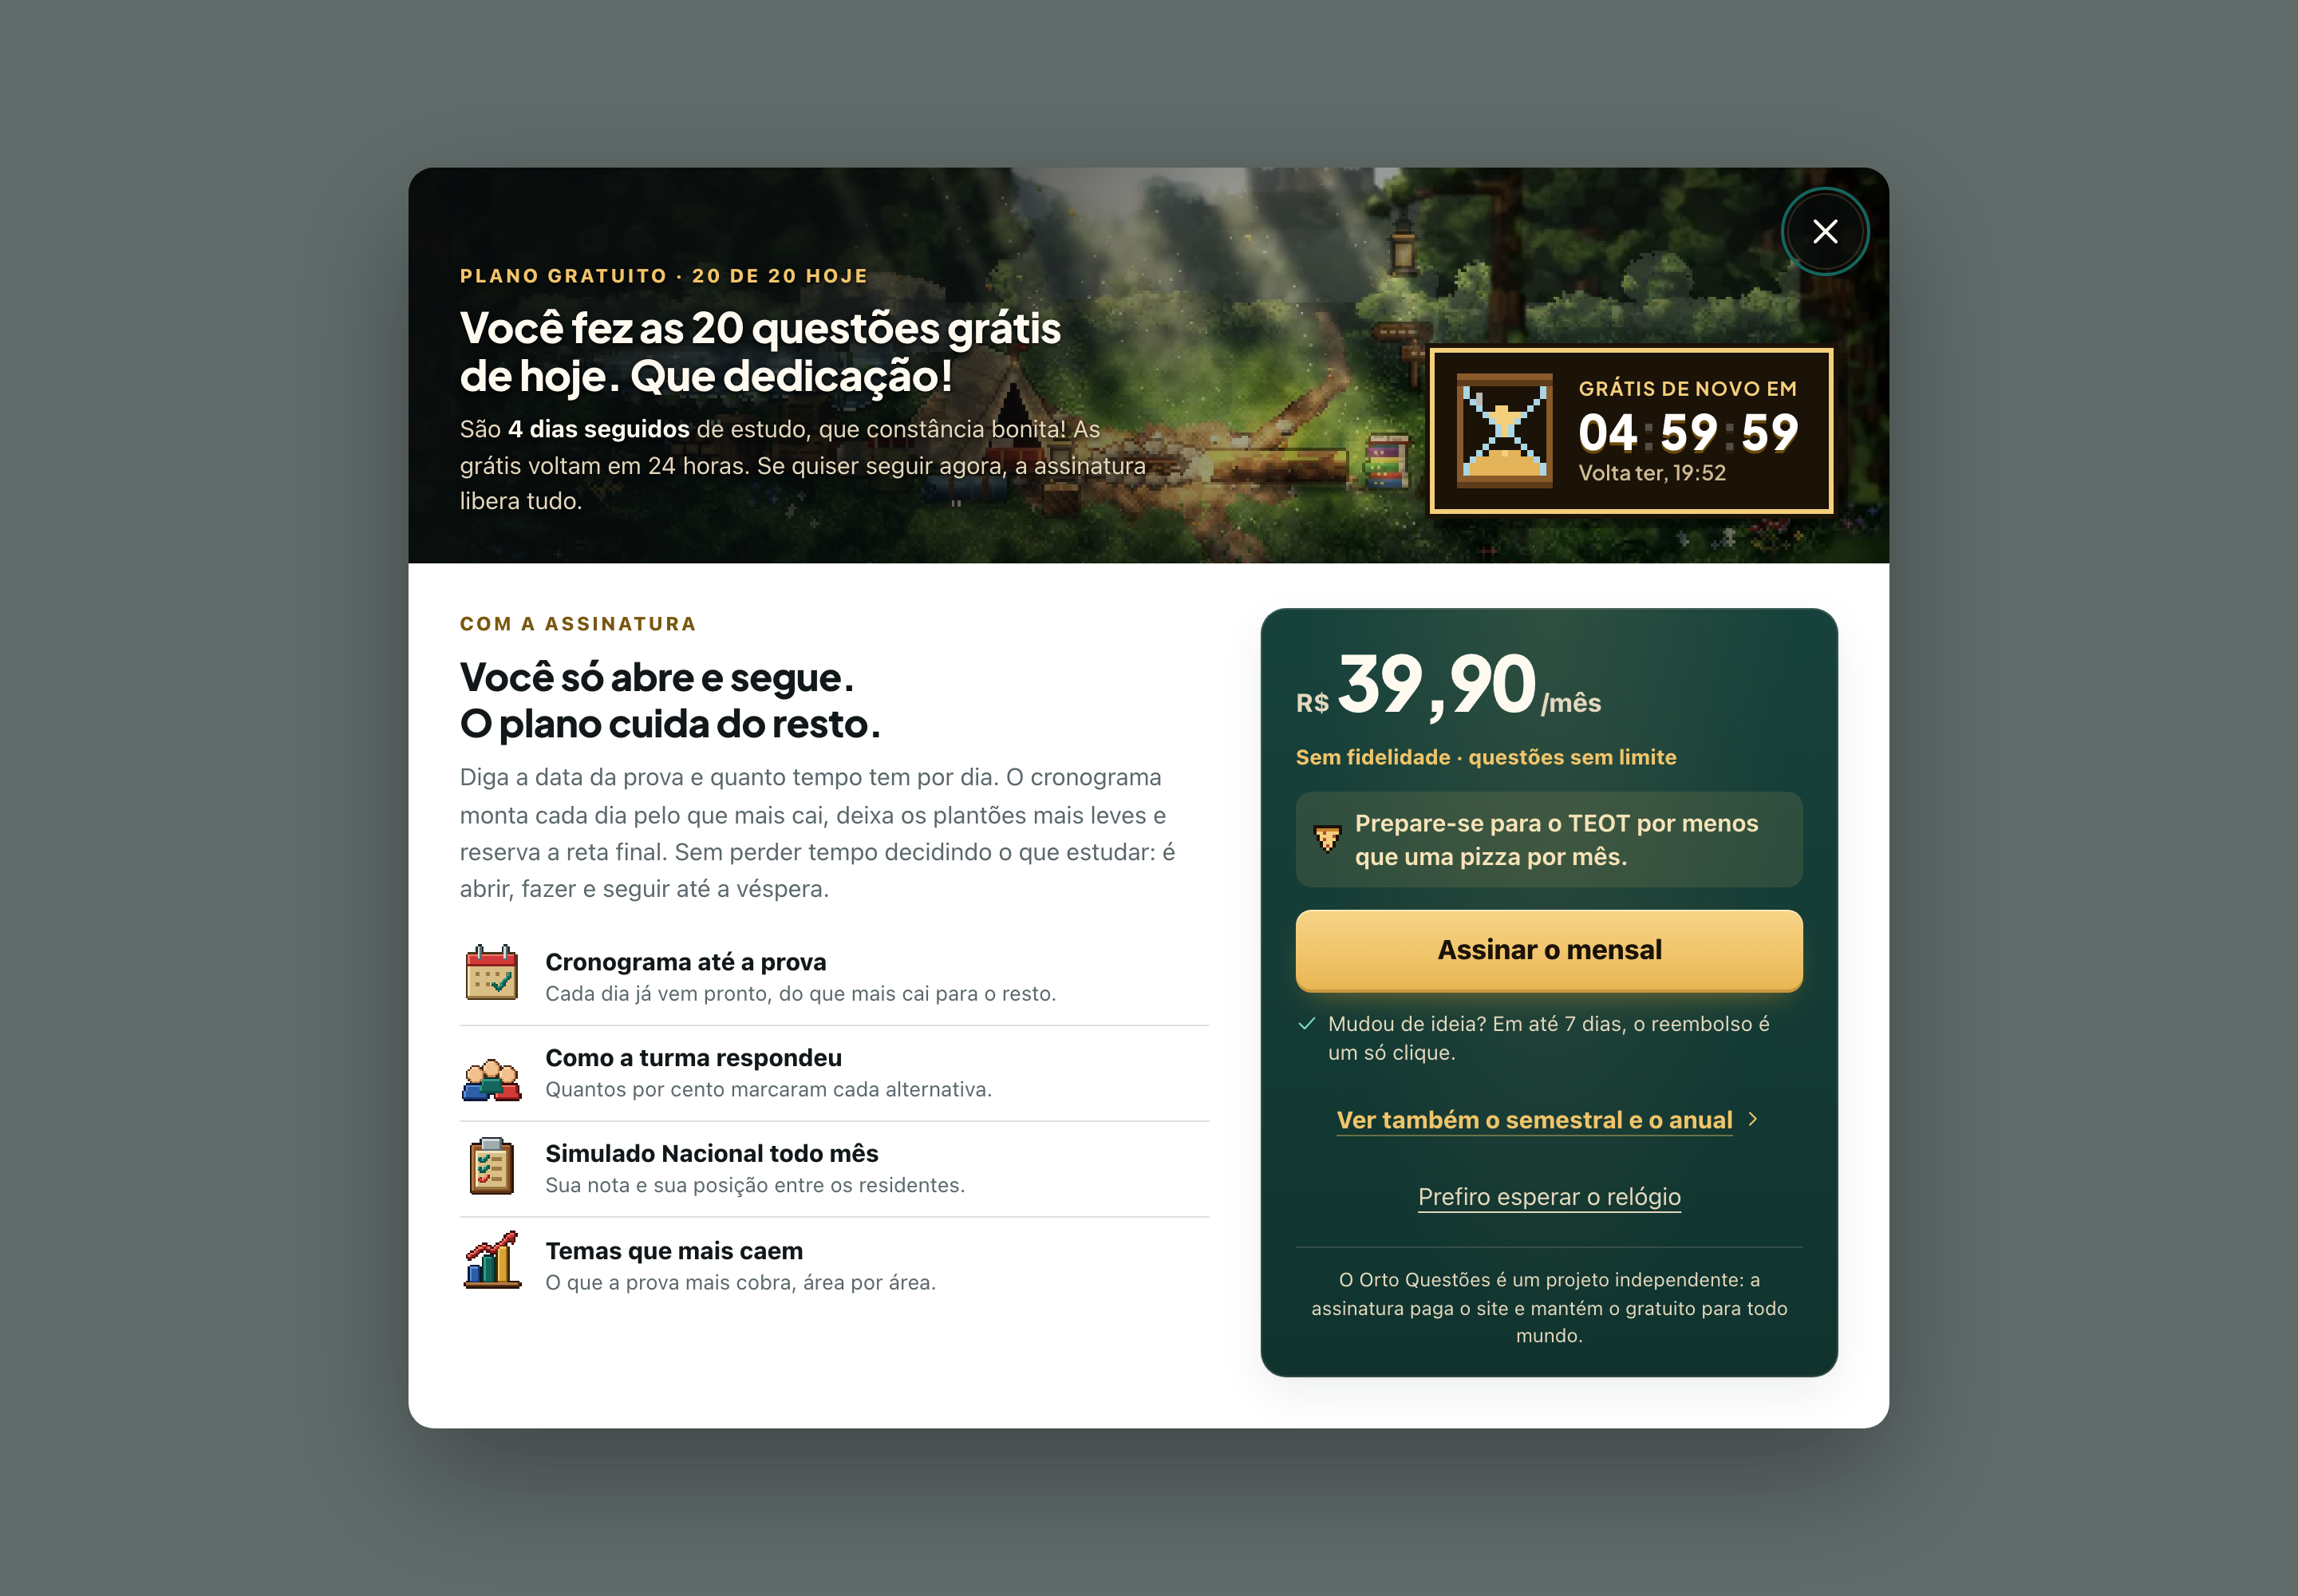 PLANO GRATUITO · 20 DE 20 HOJE
Você fez as 20 questões grátis
de hoje. Que dedicação!
São 4 dias seguidos de estudo, que constância bonita! As
grátis voltam em 24 horas. Se quiser seguir agora, a assinatura
libera tudo.
GRÁTIS DE NOVO EM
04:59:59
Volta ter, 19:52
COM A ASSINATURA
Você só abre e segue.
O plano cuida do resto.
Diga a data da prova e quanto tempo tem por dia. O cronograma
monta cada dia pelo que mais cai, deixa os plantões mais leves e
reserva a reta final. Sem perder tempo decidindo o que estudar: é
abrir, fazer e seguir até a véspera.
Cronograma até a prova
Cada dia já vem pronto, do que mais cai para o resto.
Como a turma respondeu
Quantos por cento marcaram cada alternativa.
Simulado Nacional todo mês
Sua nota e sua posição entre os residentes.
Temas que mais caem
O que a prova mais cobra, área por área.
R$ 39,90/mês
Sem fidelidade · questões sem limite
Prepare-se para o TEOT por menos
que uma pizza por mês.
Assinar o mensal
Mudou de ideia? Em até 7 dias, o reembolso é
um só clique.
Ver também o semestral e o anual
Prefiro esperar o relógio
O Orto Questões é um projeto independente: a
assinatura paga o site e mantém o gratuito para todo
mundo.